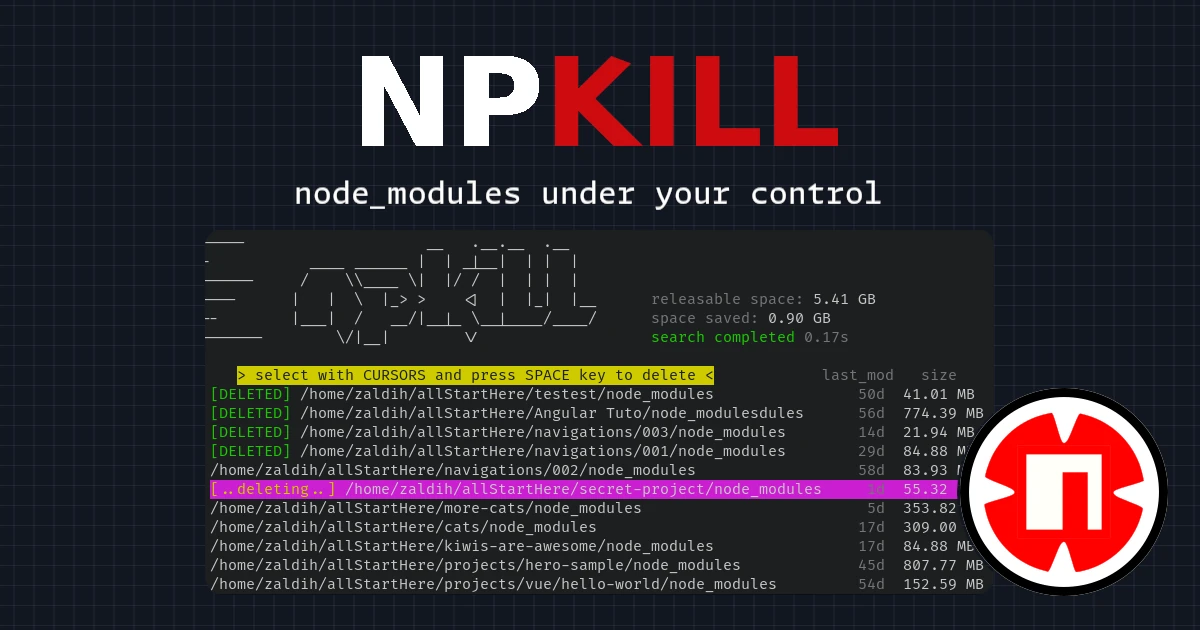 NPKILL
node_modules under your control
npkill
releasable space: 5.41 GB
space saved: 0.90 GB
search completed 0.17s
> select with CURSORS and press SPACE key to delete < last_mod size
[DELETED] /home/zaldih/allStartHere/testest/node_modules 50d 41.01 MB
[DELETED] /home/zaldih/allStartHere/Angular Tuto/node_modulesdules 56d 774.39 MB
[DELETED] /home/zaldih/allStartHere/navigations/003/node_modules 14d 21.94 MB
[DELETED] /home/zaldih/allStartHere/navigations/001/node_modules 29d 84.88 M
/home/zaldih/allStartHere/navigations/002/node_modules 58d 83.93
[..deleting..] /home/zaldih/allStartHere/secret-project/node_modules 55.32
/home/zaldih/allStartHere/more-cats/node_modules 5d 353.82
/home/zaldih/allStartHere/cats/node_modules 17d 309.00
/home/zaldih/allStartHere/kiwis-are-awesome/node_modules 17d 84.88 MB
/home/zaldih/allStartHere/projects/hero-sample/node_modules 45d 807.77 MB
/home/zaldih/allStartHere/projects/vue/hello-world/node_modules 54d 152.59 MB